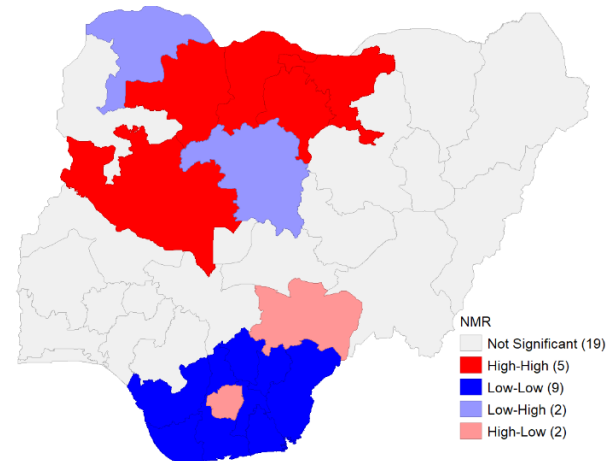 NMR
Not Significant (19)
High-High (5)
Low-Low (9)
Low-High (2)
High-Low (2)